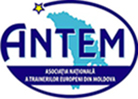 ANTEM
ASOCIAȚIA NAȚIONALĂ
A TRAINERILOR EUROPENI DIN MOLDOVA